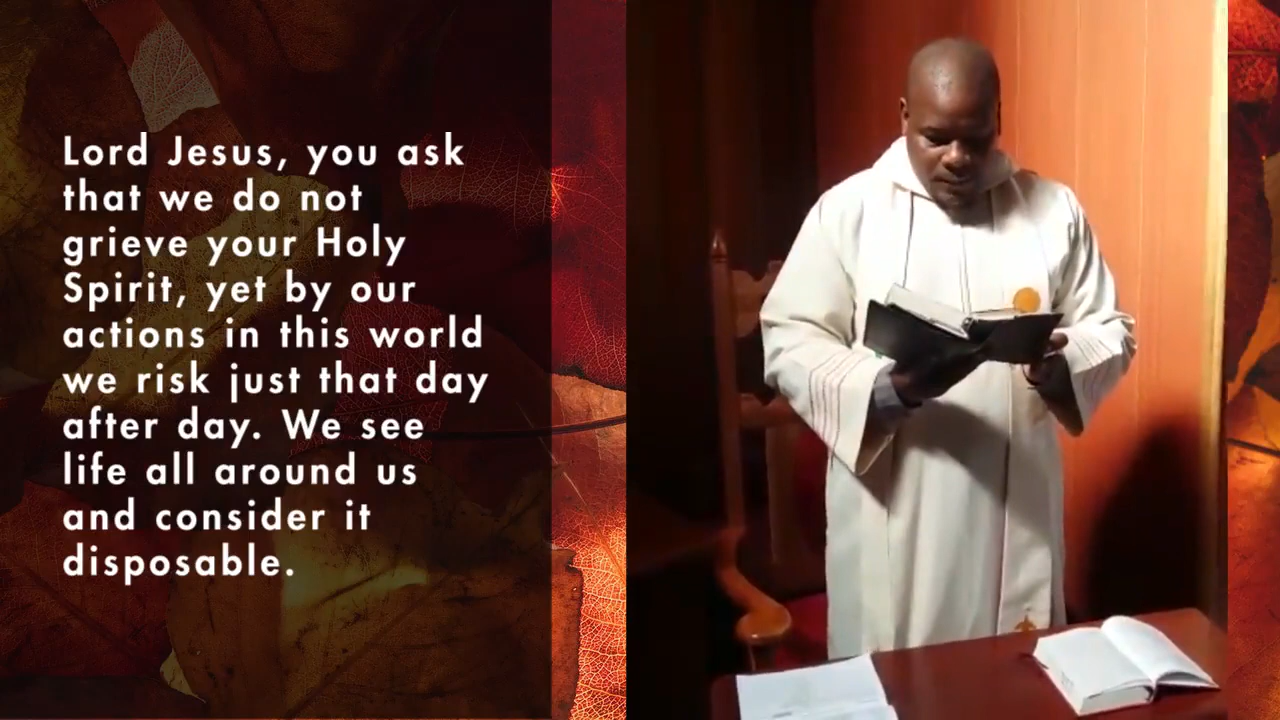 Lord Jesus, you ask
that we do not
grieve your Holy
Spirit, yet by our
actions in this world
we risk just that day
after day. We see
life all around us
and consider it
disposable.